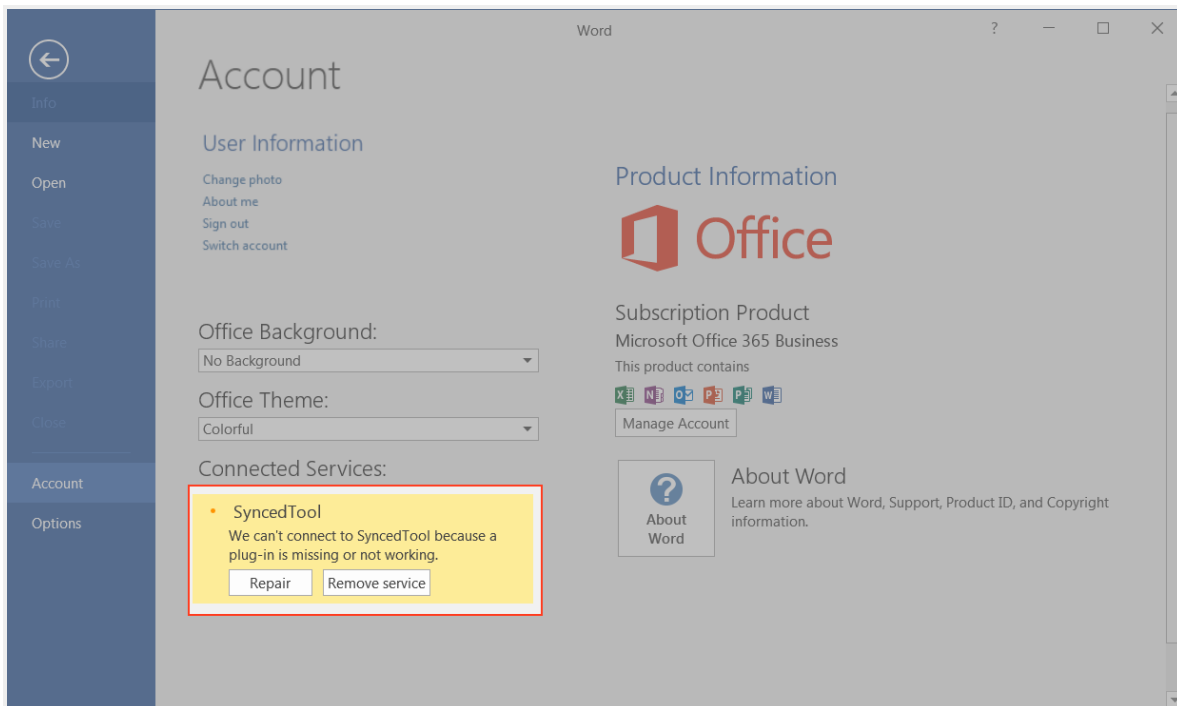 Word
?
Account
Info
New
Open
Save
Save As
Print
Share
Export
Close
Account
Options
User Information
Change photo
About me
Sign out
Switch account
Office Background:
No Background
Office Theme:
Colorful
Connected Services:
• SyncedTool
We can't connect to SyncedTool because a
plug-in is missing or not working.
Repair
Remove service
Product Information
Office
Subscription Product
Microsoft Office 365 Business
This product contains
Manage Account
About
Word
About Word
Learn more about Word, Support, Product ID, and Copyright
information.